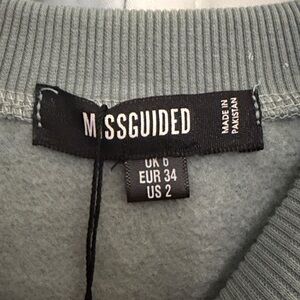 MISSGUIDED
MADE IN
PAKISTAN
UK 6
EUR 34
US 2